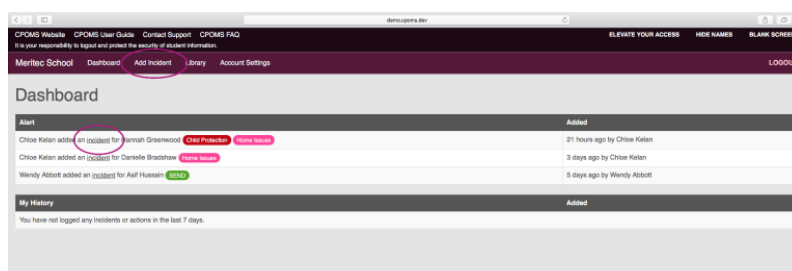 demo.cpoms.dev
CPOMS Website CPOMS User Guide Contact Support CPOMS FAQ ELEVATE YOUR ACCESS HIDE NAMES BLANK SCREE
It is your responsibility to logout and protect the security of student information.
Meritec School Dashboard Add Incident Library Account Settings LOGOU
Dashboard
Alert Added
Chloe Kelan added an incident for Hannah Greenwood Child Protection Home Issues 21 hours ago by Chloe Kelan
Chloe Kelan added an incident for Danielle Bradshaw Home Issues 3 days ago by Chloe Kelan
Wendy Abbott added an incident for Asif Hussain SEND 5 days ago by Wendy Abbott
My History Added
You have not logged any incidents or actions in the last 7 days.